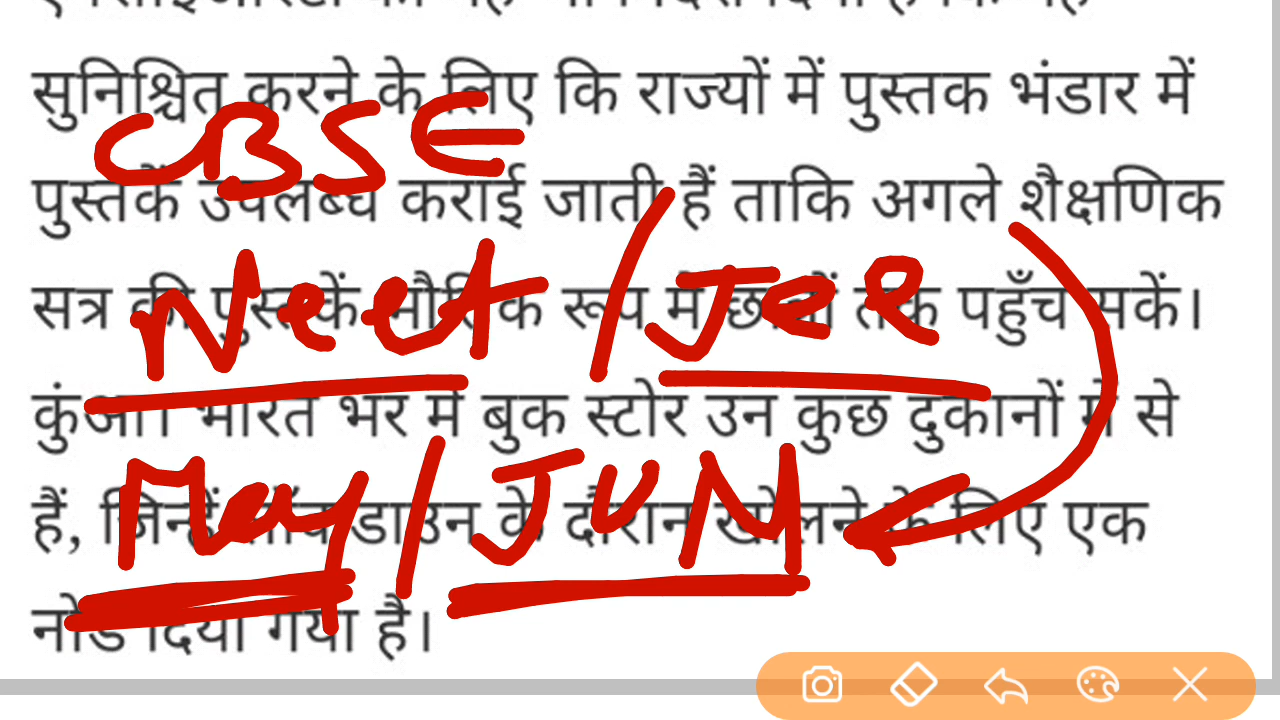 सुनिश्चित करने के लिए कि राज्यों में पुस्तक भंडार में
CBSE
पुस्तकें उपलब्ध कराई जाती हैं ताकि अगले शैक्षणिक
सत्र की पुस्तकें भौतिक रूप में छात्रों तक पहुँच सकें।
Neet / Jee
कुंआ। भारत भर में बुक स्टोर उन कुछ दुकानों में से
हैं, जिन्हें लॉकडाउन के दौरान खोलने के लिए एक
May / JUN
नोड दिया गया है।